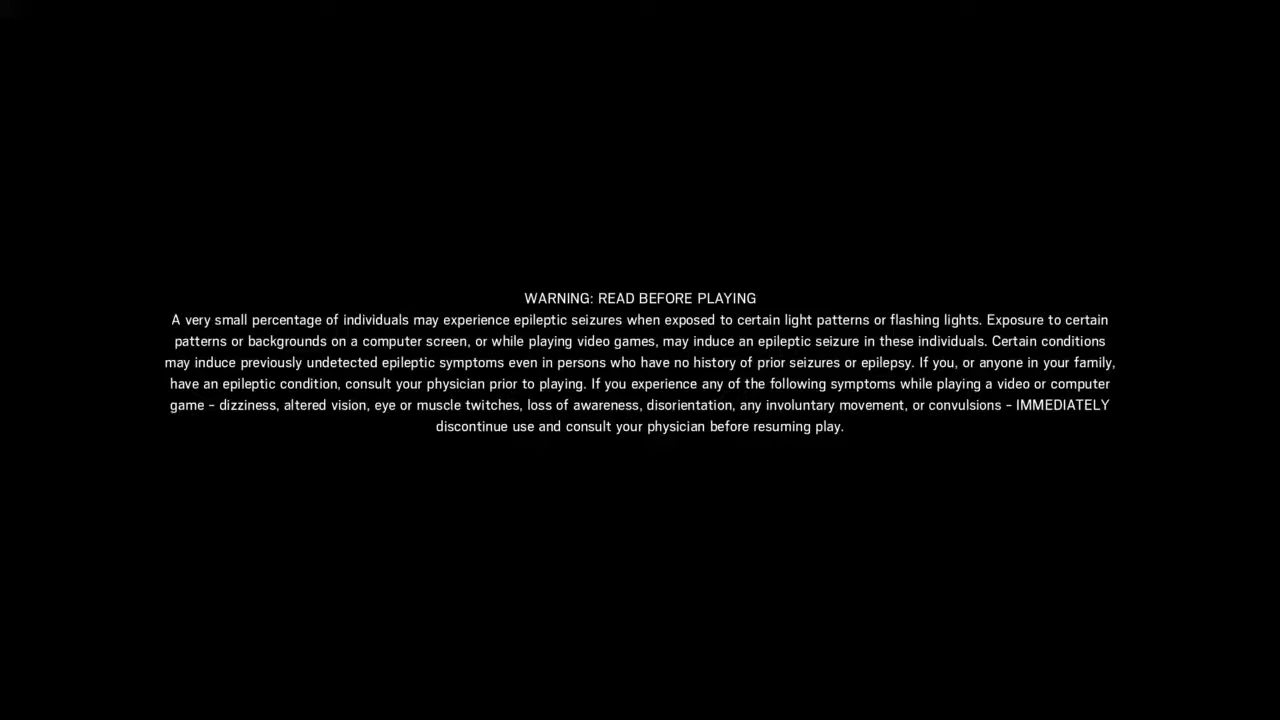 WARNING: READ BEFORE PLAYING
A very small percentage of individuals may experience epileptic seizures when exposed to certain light patterns or flashing lights. Exposure to certain
patterns or backgrounds on a computer screen, or while playing video games, may induce an epileptic seizure in these individuals. Certain conditions
may induce previously undetected epileptic symptoms even in persons who have no history of prior seizures or epilepsy. If you, or anyone in your family,
have an epileptic condition, consult your physician prior to playing. If you experience any of the following symptoms while playing a video or computer
game – dizziness, altered vision, eye or muscle twitches, loss of awareness, disorientation, any involuntary movement, or convulsions – IMMEDIATELY
discontinue use and consult your physician before resuming play.